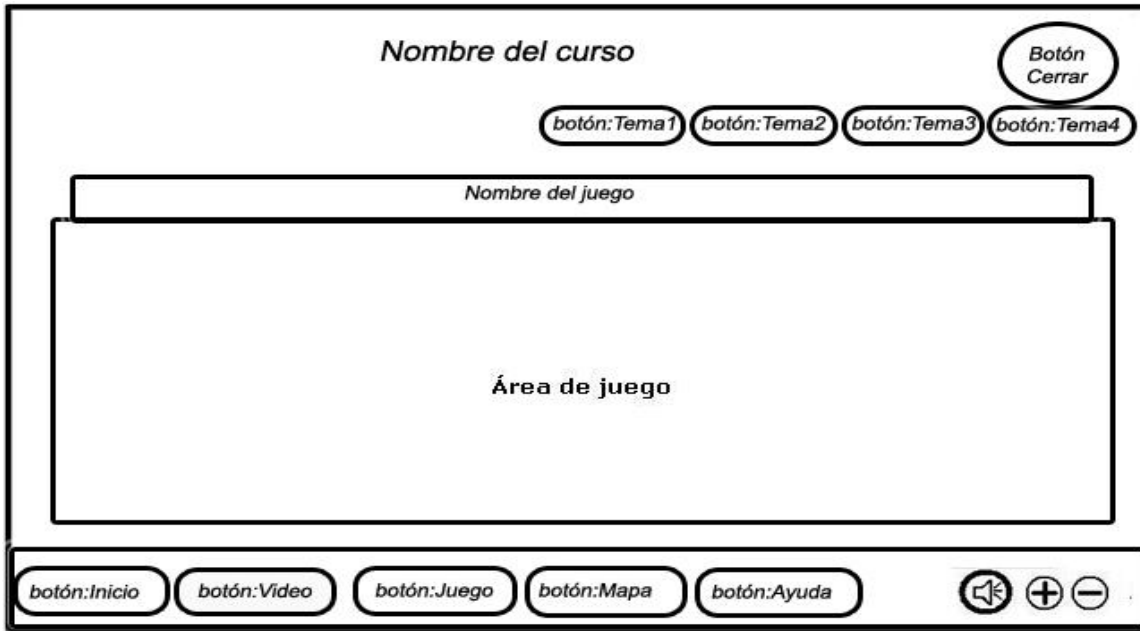 Nombre del curso
Botón
Cerrar
botón:Tema1
botón:Tema2
botón:Tema3
botón:Tema4
Nombre del juego
Área de juego
botón:Inicio
botón:Video
botón:Juego
botón:Mapa
botón:Ayuda